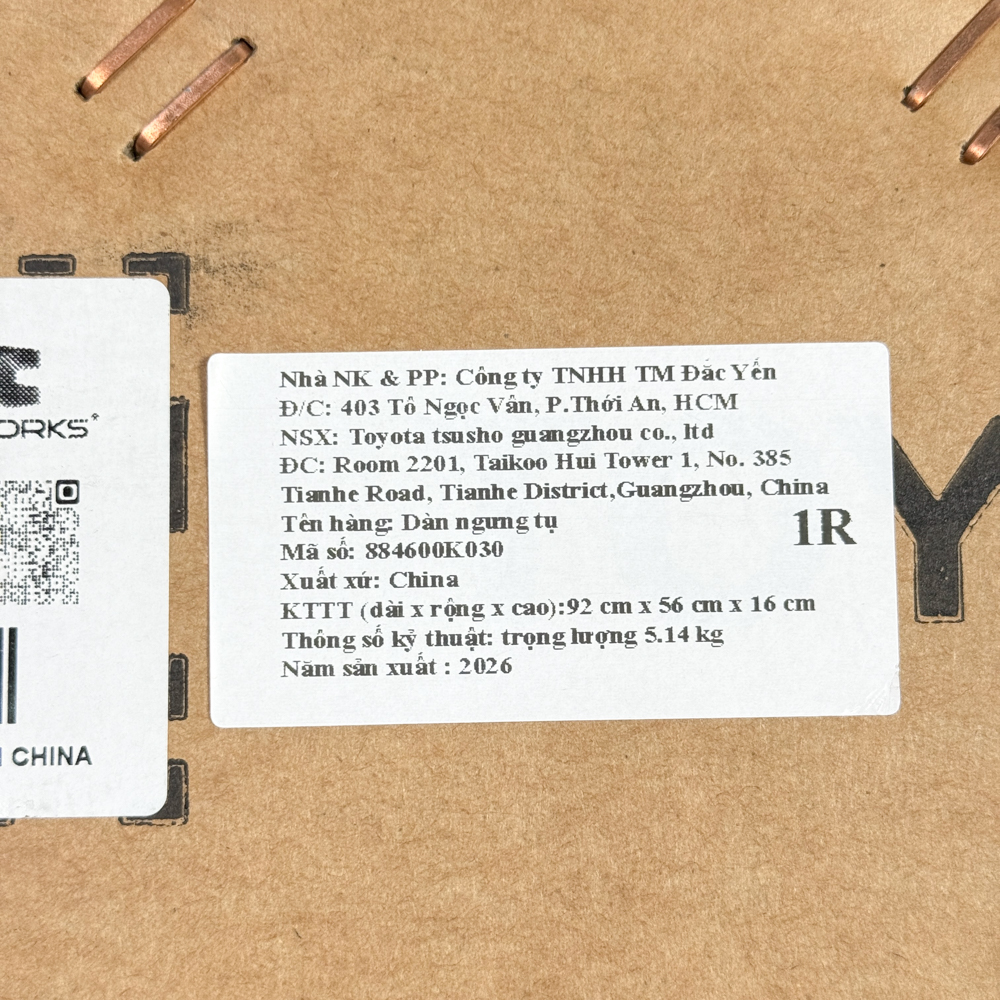 Nhà NK & PP: Công ty TNHH TM Đắc Yến
Đ/C: 403 Tô Ngọc Vân, P.Thới An, HCM
NSX: Toyota tsusho guangzhou co., ltd
ĐC: Room 2201, Taikoo Hui Tower 1, No. 385
Tianhe Road, Tianhe District,Guangzhou, China
Tên hàng: Dàn ngưng tụ
1R
Mã số: 884600K030
Xuất xứ: China
KTTT (dài x rộng x cao):92 cm x 56 cm x 16 cm
Thông số kỹ thuật: trọng lượng 5.14 kg
Năm sản xuất : 2026
CHINA
Y